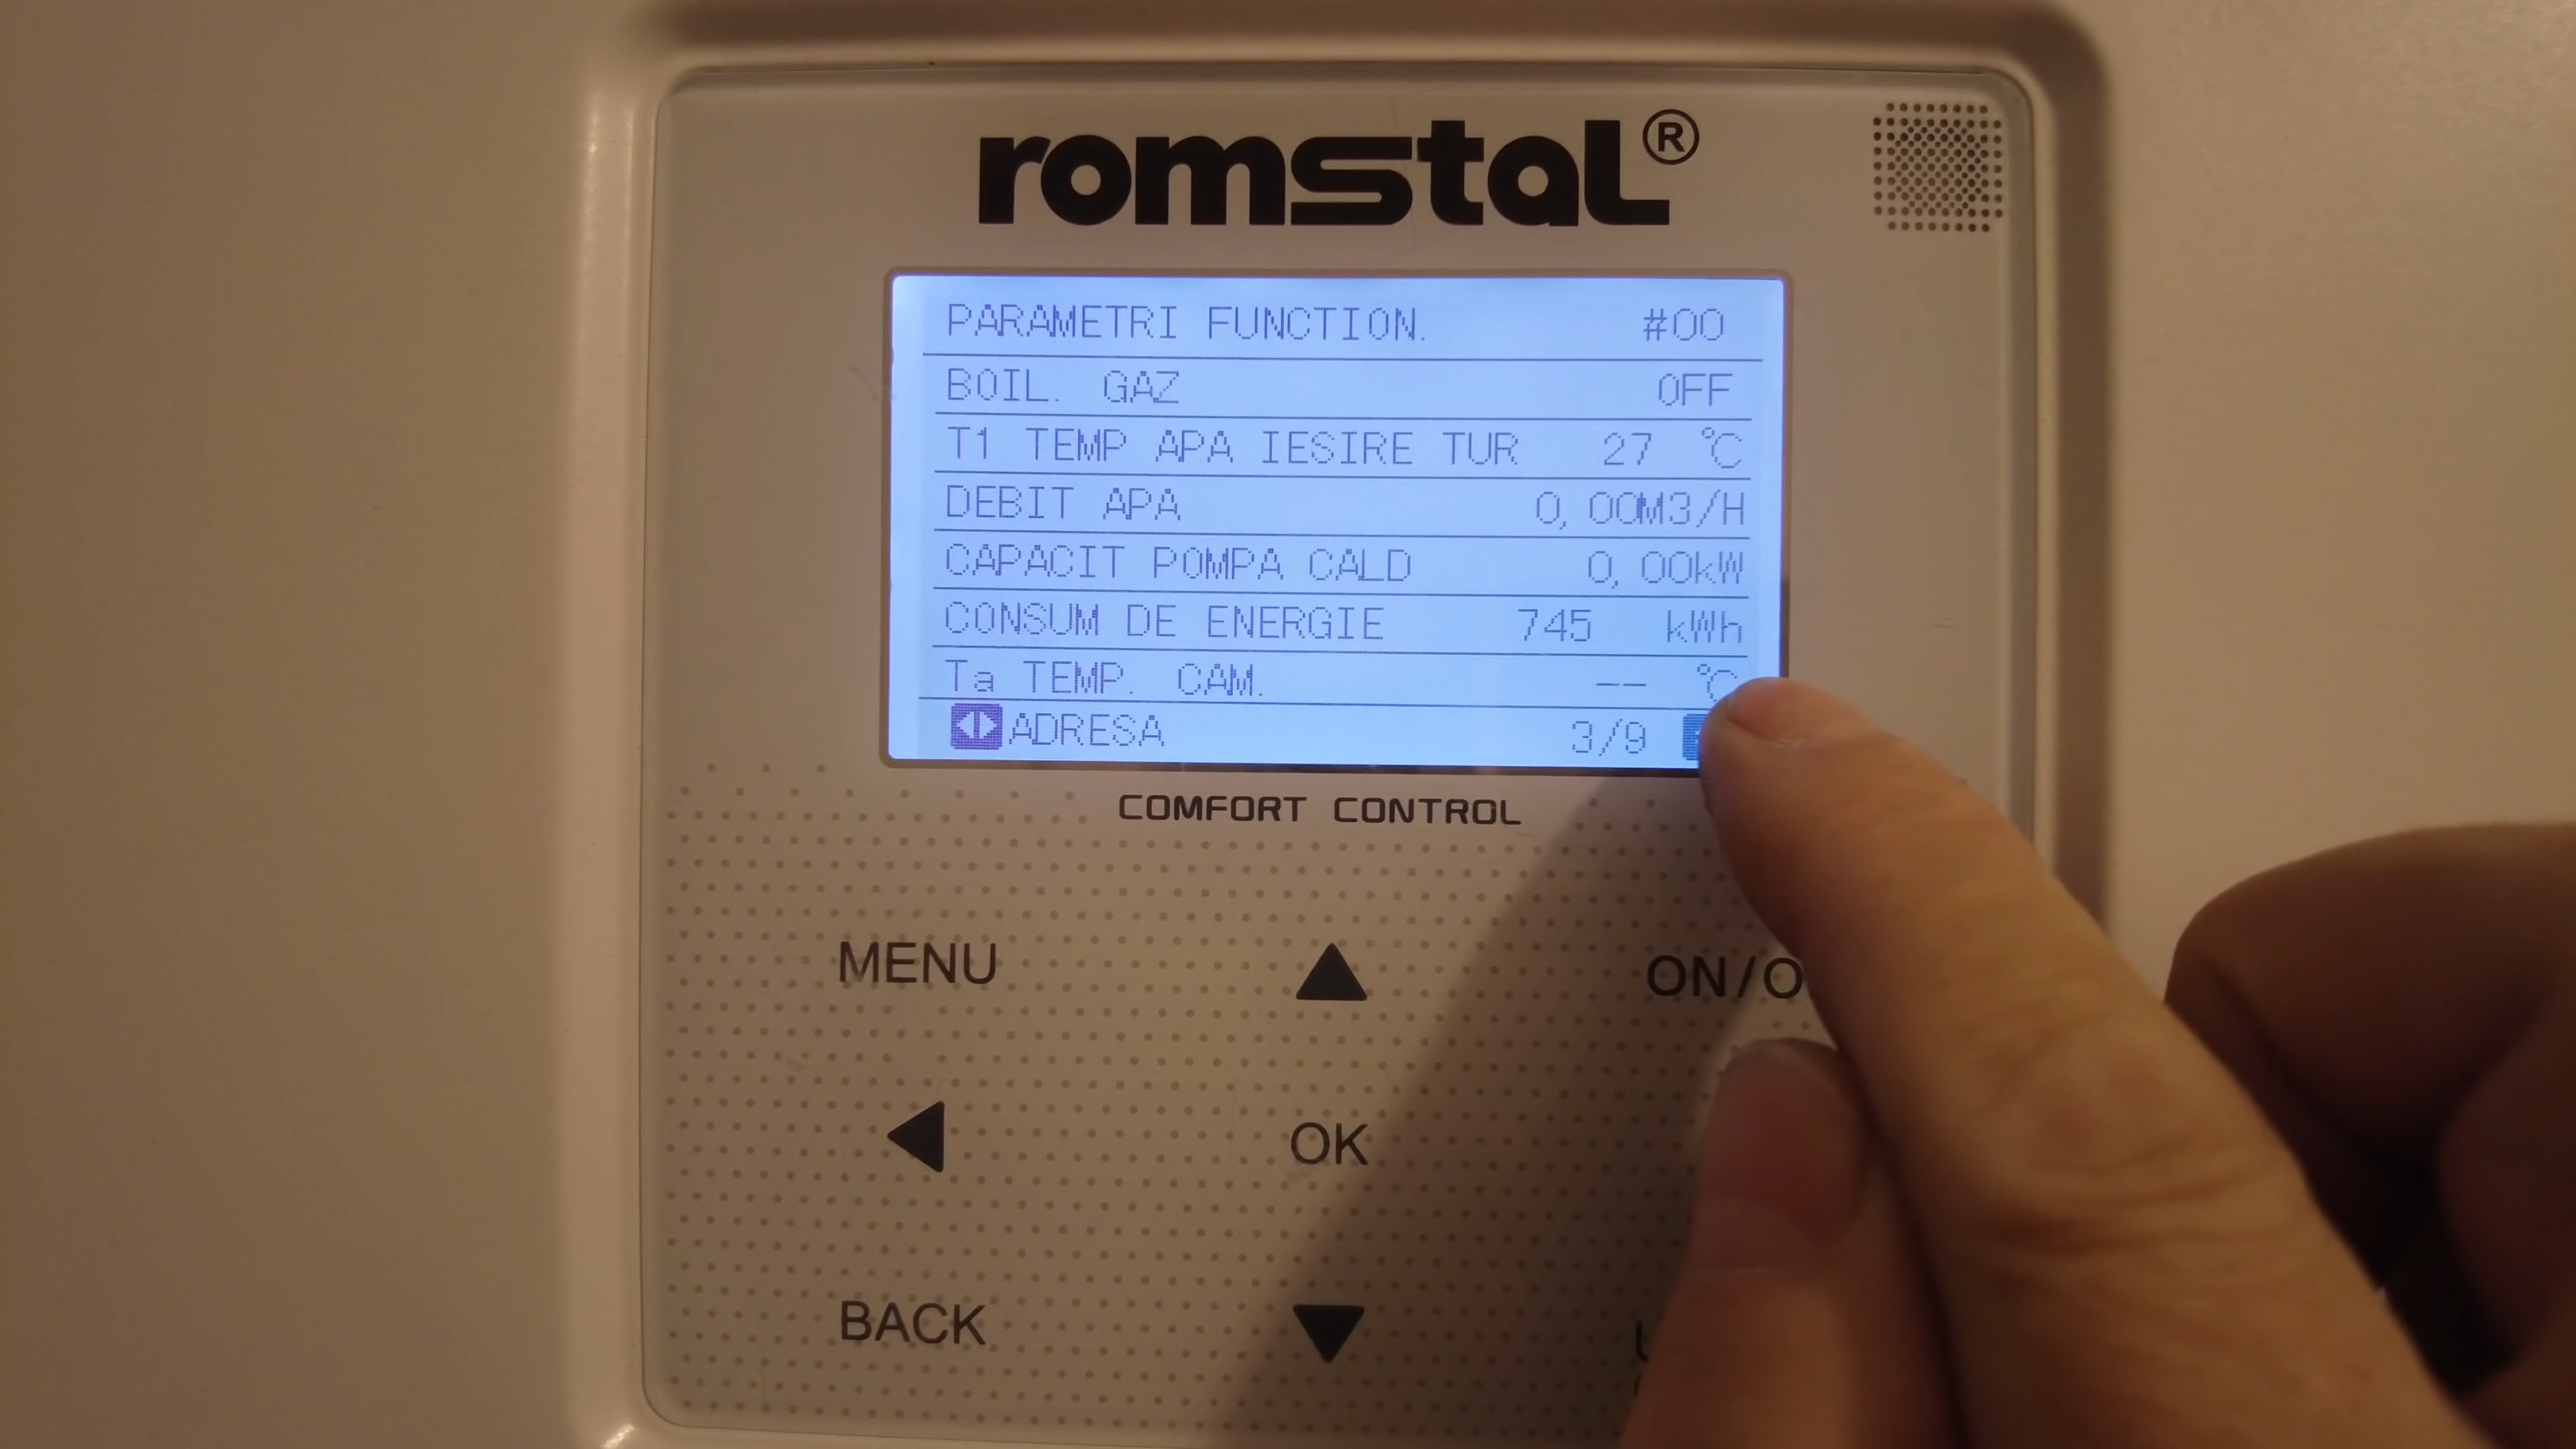 romstal®
PARAMETRI FUNCTION. #00
BOIL. GAZ OFF
T1 TEMP APA IESIRE TUR 27 ℃
DEBIT APA 0,00M3/H
CAPACIT POMPA CALD 0,00kW
CONSUM DE ENERGIE 745 kWh
Ta TEMP. CAM. -- ℃
ADRESA 3/9
COMFORT CONTROL
MENU
ON/O
OK
BACK